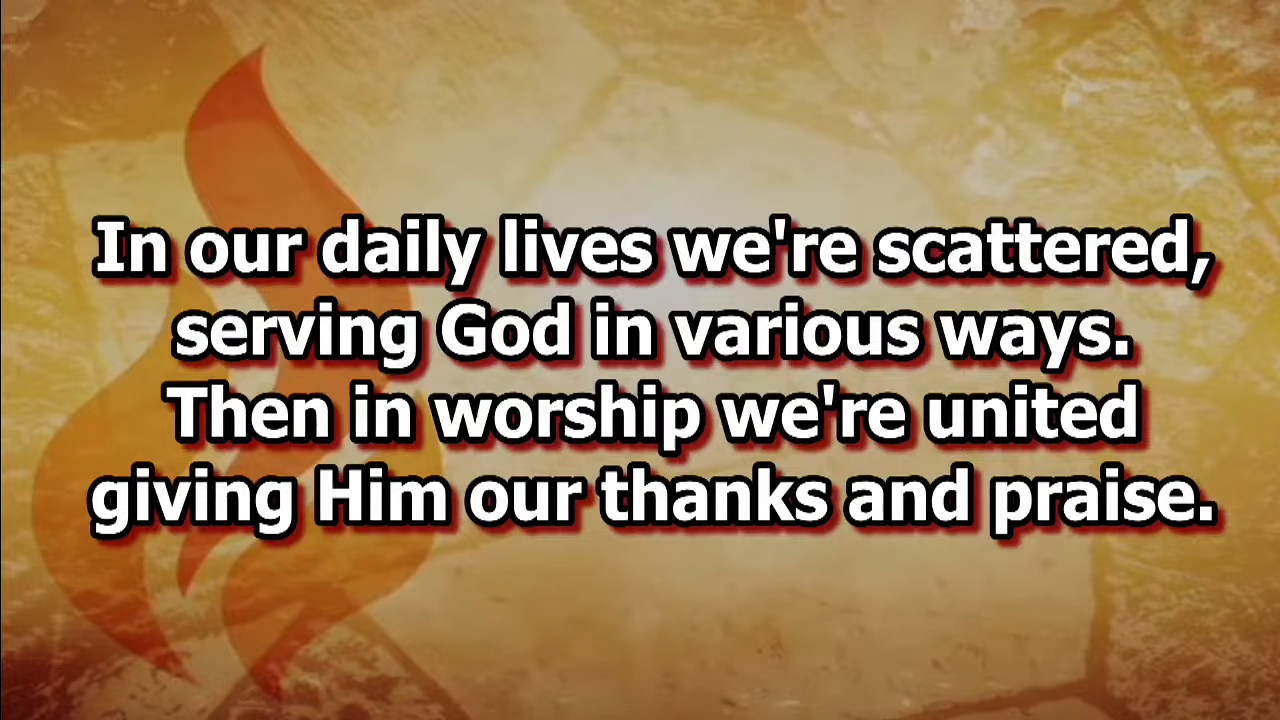 In our daily lives we're scattered,
serving God in various ways.
Then in worship we're united
giving Him our thanks and praise.